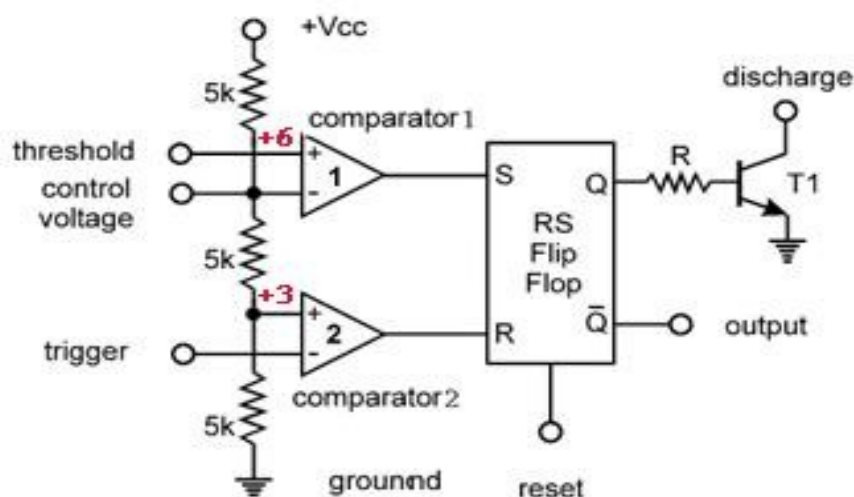 +Vcc
discharge
5k
comparator1
+6
threshold
+
1
-
control
voltage
S
Q
R
T1
RS
Flip
Flop
5k
+3
+
2
-
R
Q̅
output
trigger
comparator2
5k
grounnd
reset